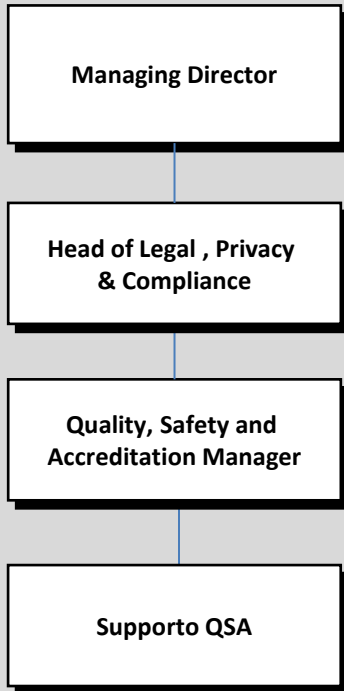 Managing Director
Head of Legal , Privacy
& Compliance
Quality, Safety and
Accreditation Manager
Supporto QSA